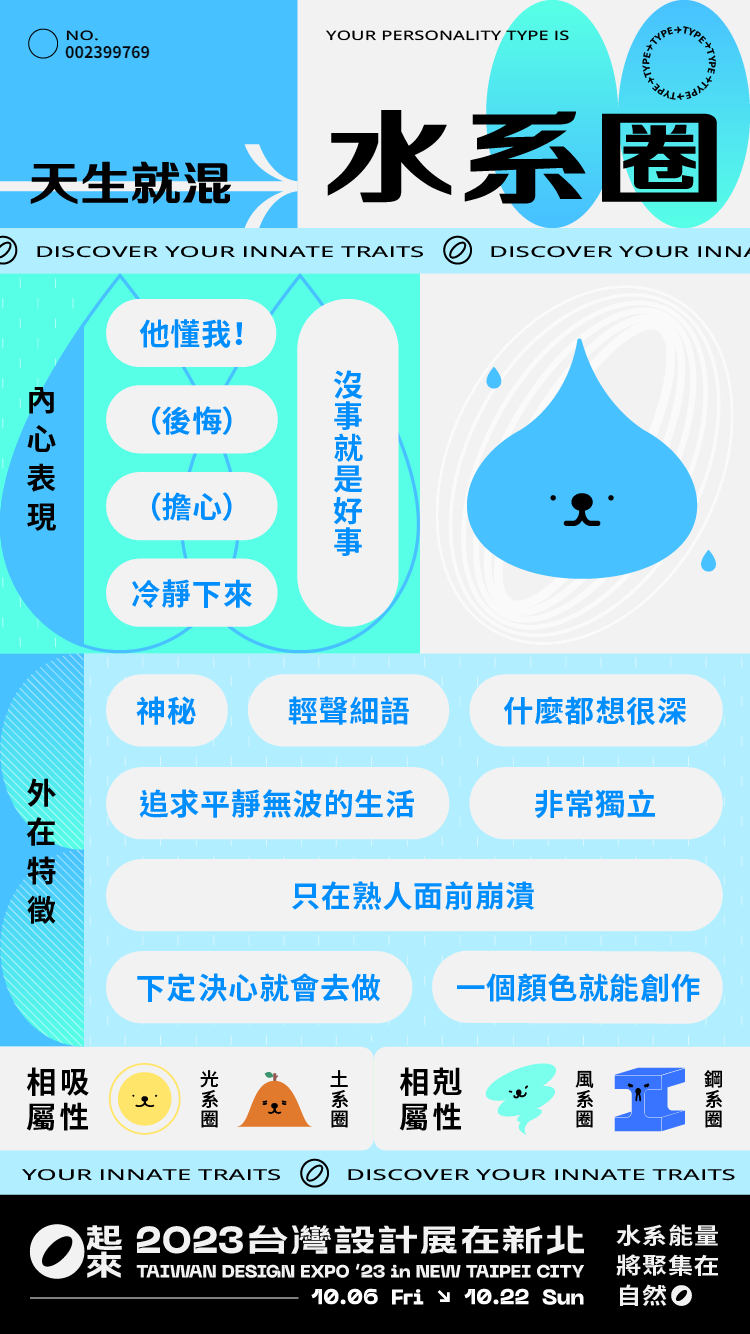 NO.
002399769
YOUR PERSONALITY TYPE IS
TYPE→TYPE→TYPE→TYPE→TYPE→TYPE→TYPE→
天生就混
水系圈
DISCOVER YOUR INNATE TRAITS DISCOVER YOUR INNA
內心表現
他懂我！
（後悔）
（擔心）
冷靜下來
沒事就是好事
外在特徵
神秘
輕聲細語
什麼都想很深
追求平靜無波的生活
非常獨立
只在熟人面前崩潰
下定決心就會去做
一個顏色就能創作
相吸屬性
光系圈
土系圈
相剋屬性
風系圈
鋼系圈
YOUR INNATE TRAITS DISCOVER YOUR INNATE TRAITS
起來
2023台灣設計展在新北
TAIWAN DESIGN EXPO '23 in NEW TAIPEI CITY
10.06 Fri ↘ 10.22 Sun
水系能量
將聚集在
自然